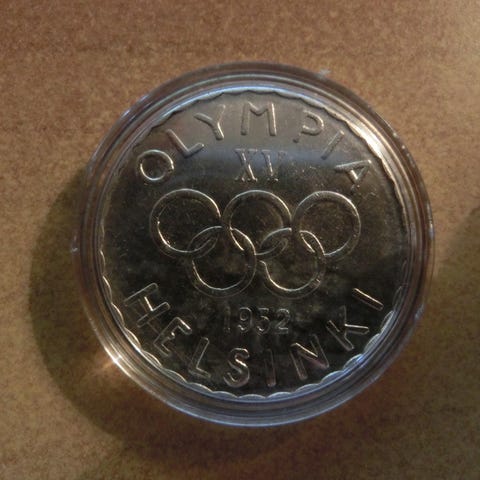 OLYMPIA
XV
1952
HELSINKI